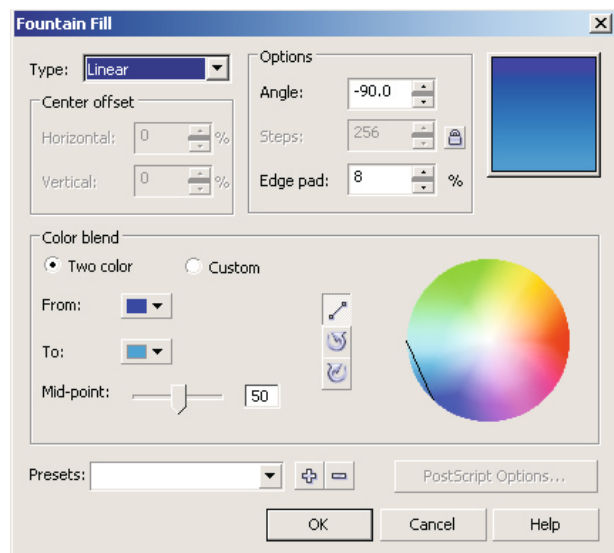 Fountain Fill
Type: Linear
Options
Angle: -90.0
Steps: 256
Edge pad: 8 %
Center offset
Horizontal: 0 %
Vertical: 0 %
Color blend
Two color Custom
From:
To:
Mid-point: 50
Presets:
PostScript Options...
OK Cancel Help